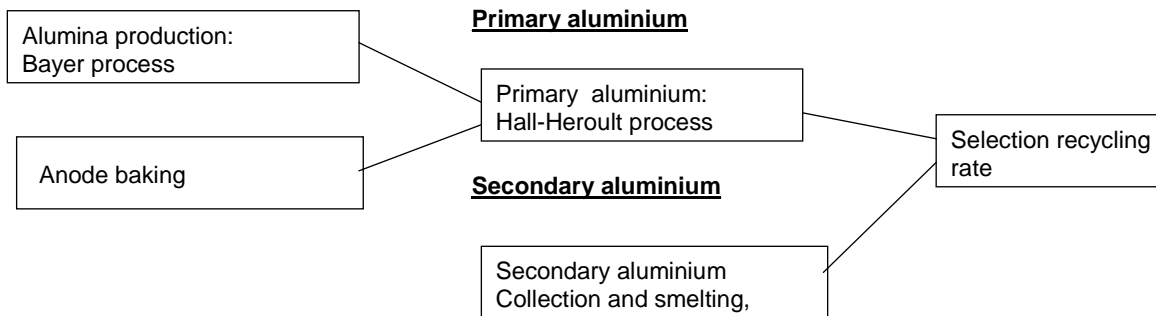 Primary aluminium
Alumina production:
Bayer process
Primary aluminium:
Hall-Heroult process
Selection recycling
rate
Anode baking
Secondary aluminium
Secondary aluminium
Collection and smelting,